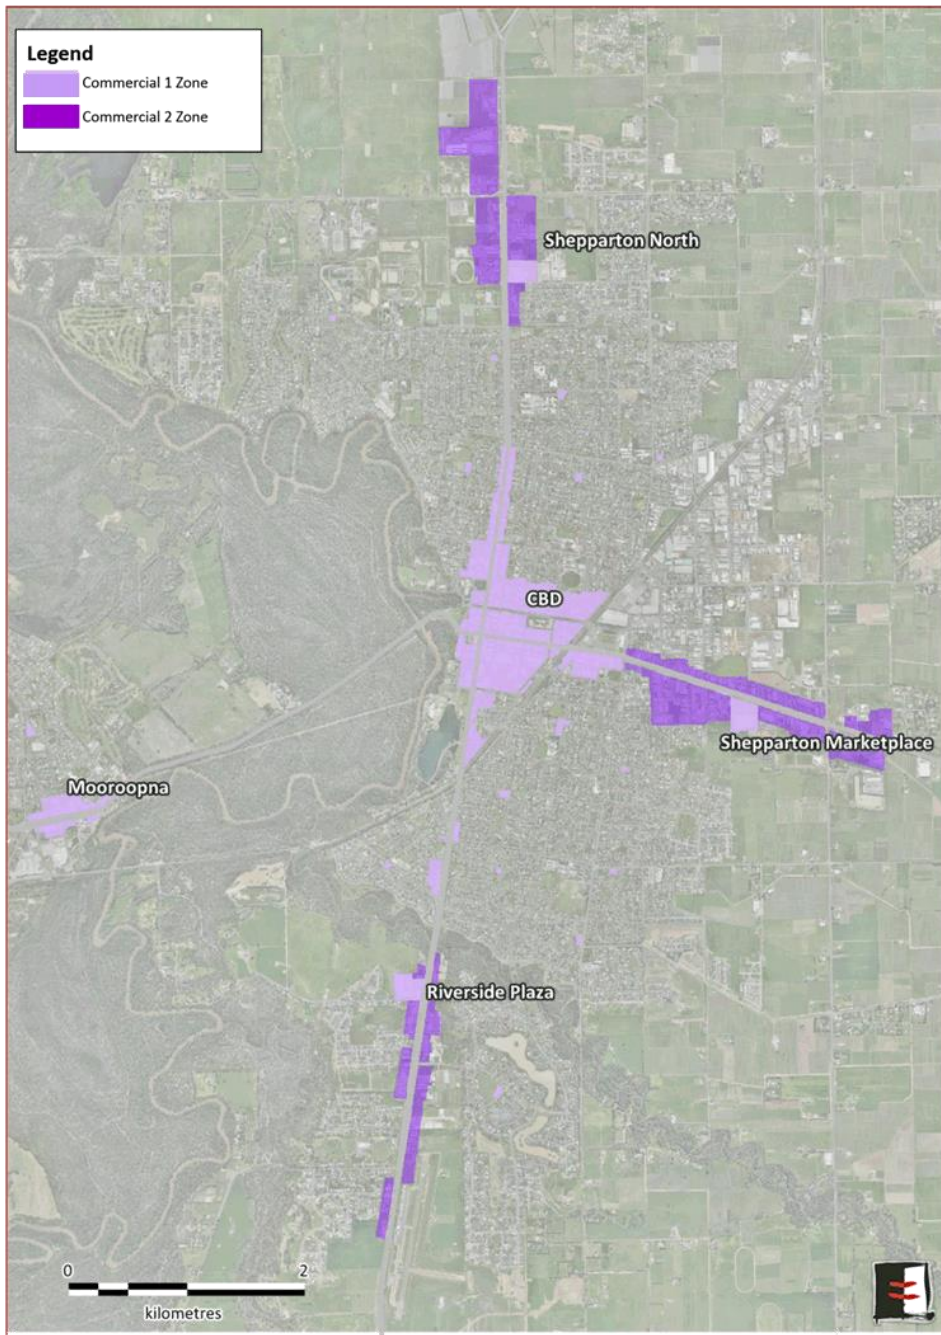 Legend
Commercial 1 Zone
Commercial 2 Zone
Shepparton North
CBD
Shepparton Marketplace
Mooroopna
Riverside Plaza
0 2
kilometres